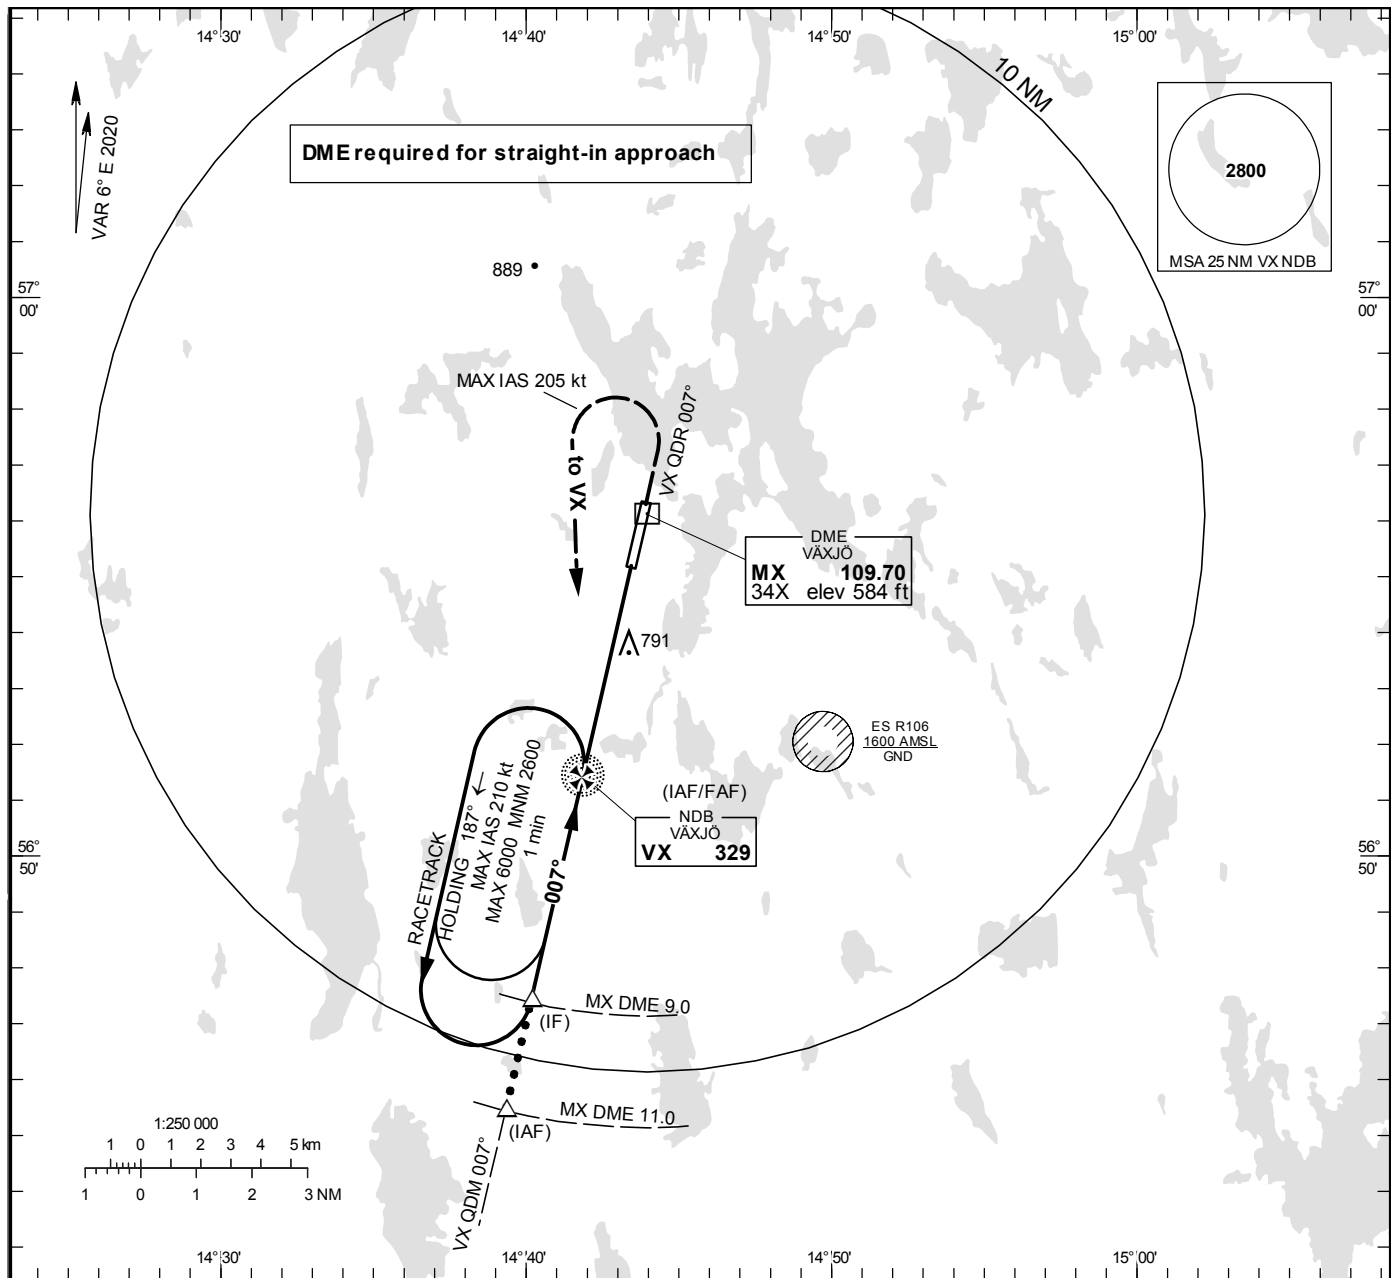 14°30'
14°40'
14°50'
15°00'
10 NM
VAR 6° E 2020
DME required for straight-in approach
2800
MSA 25 NM VX NDB
889
57°
00'
57°
00'
MAX IAS 205 kt
VX QDR 007°
to VX
DME
VÄXJÖ
MX 109.70
34X elev 584 ft
791
ES R106
1600 AMSL
GND
(IAF/FAF)
NDB
VÄXJÖ
VX 329
RACETRACK
HOLDING 187° ←
MAX IAS 210 kt
MAX 6000 MNM 2600
1 min
007°
56°
50'
56°
50'
MX DME 9.0
(IF)
MX DME 11.0
(IAF)
VX QDM 007°
1:250 000
1 0 1 2 3 4 5 km
1 0 1 2 3 NM
14°30'
14°40'
14°50'
15°00'